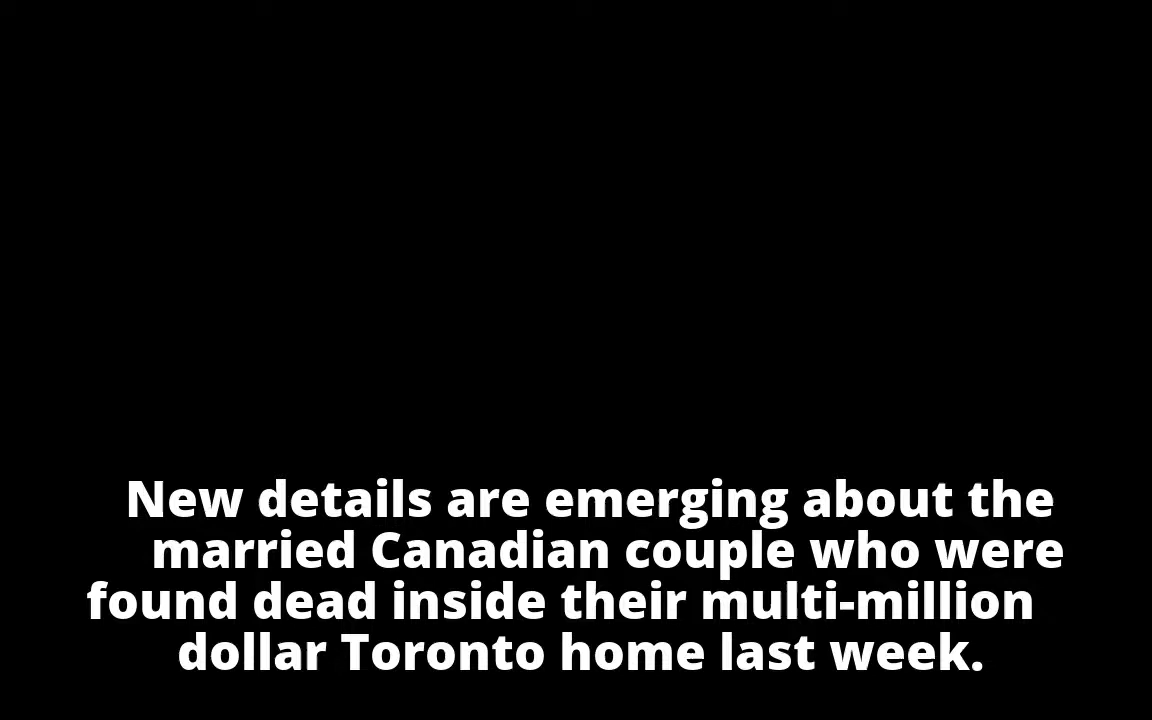 New details are emerging about the
married Canadian couple who were
found dead inside their multi-million
dollar Toronto home last week.